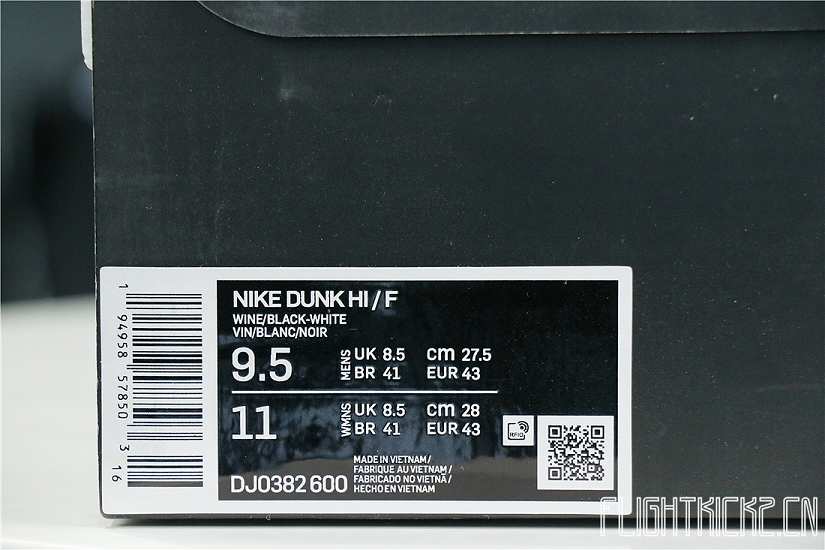 NIKE DUNK HI / F
WINE/BLACK-WHITE
VIN/BLANC/NOIR
9.5 MENS UK 8.5 cm 27.5
BR 41 EUR 43
11 WMNS UK 8.5 cm 28
BR 41 EUR 43
RFID
MADE IN VIETNAM /
FABRIQUE AU VIETNAM /
FABRICADO NO VIETNÃ /
HECHO EN VIETNAM
DJ0382 600
1 94958 57850 3 16
FLIGHTKICKZ.CN